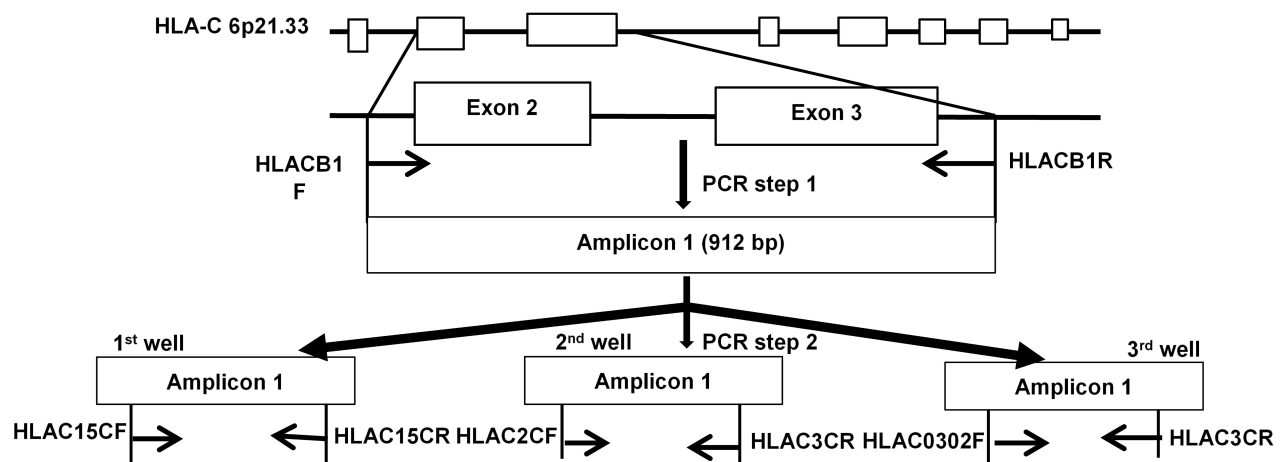 HLA-C 6p21.33
Exon 2
Exon 3
HLACB1
F
HLACB1R
PCR step 1
Amplicon 1 (912 bp)
1st well
2nd well
PCR step 2
3rd well
Amplicon 1
Amplicon 1
Amplicon 1
HLAC15CF
HLAC15CR
HLAC2CF
HLAC3CR
HLAC0302F
HLAC3CR